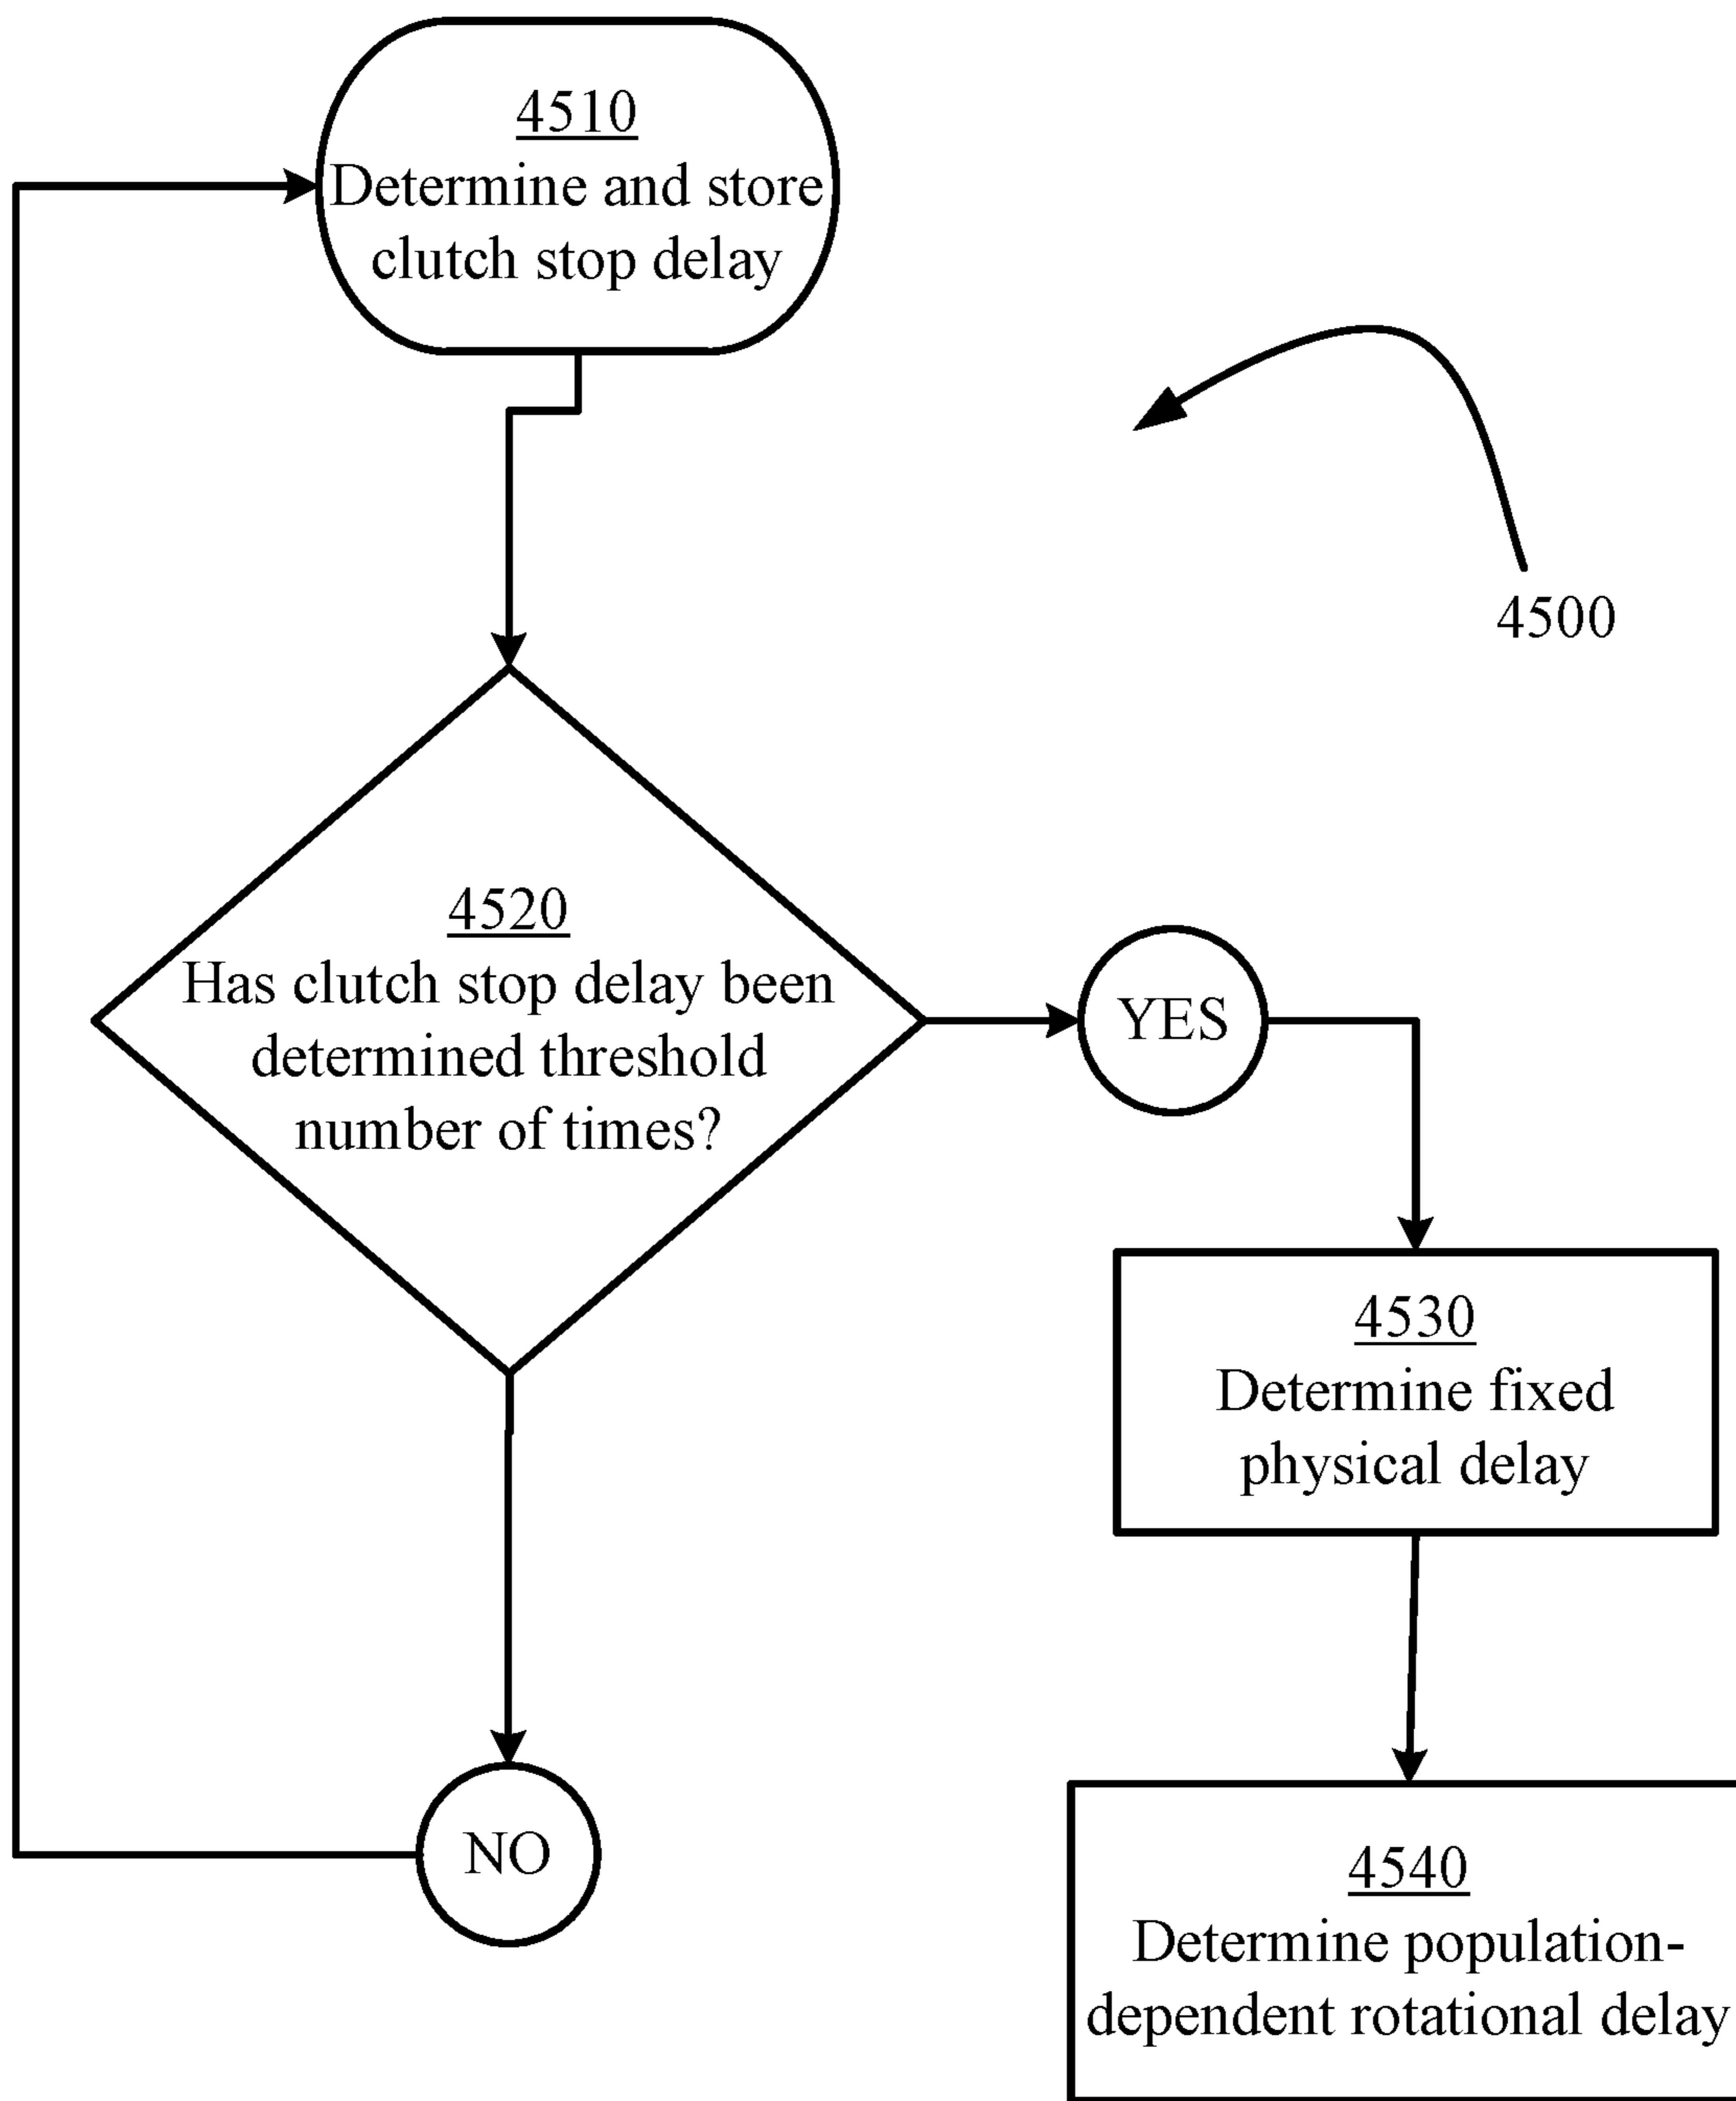 4510
Determine and store
clutch stop delay
4500
4520
Has clutch stop delay been
determined threshold
number of times?
YES
4530
Determine fixed
physical delay
NO
4540
Determine population-
dependent rotational delay